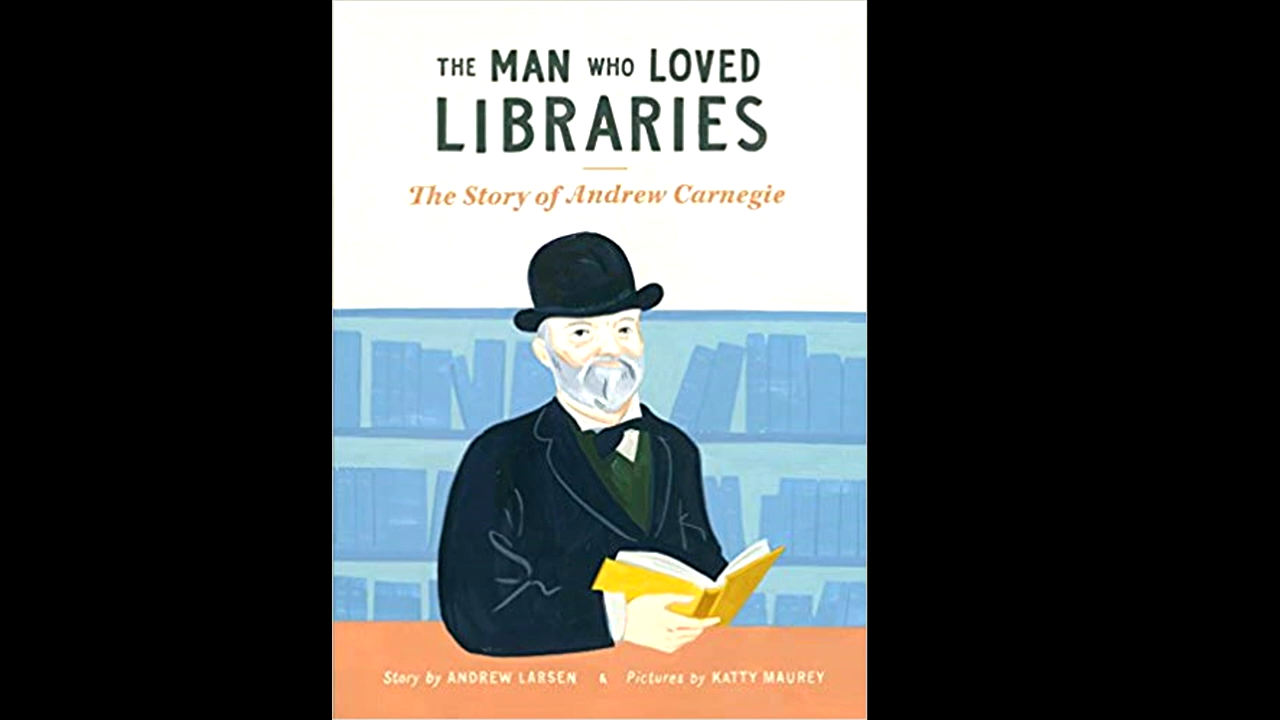 THE MAN WHO LOVED
LIBRARIES
The Story of Andrew Carnegie
Story by ANDREW LARSEN & Pictures by KATTY MAUREY